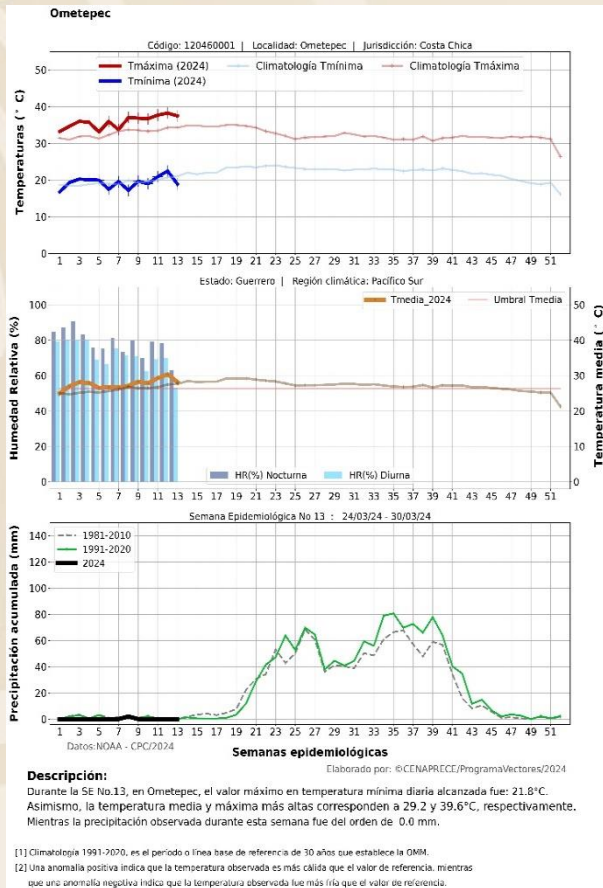 Ometepec
Código: 120460001 | Localidad: Ometepec | Jurisdicción: Costa Chica
Tmáxima (2024)
Climatología Tmínima
Climatología Tmáxima
Tmínima (2024)
Temperaturas (° C)
50
40
30
20
10
0
1 3 5 7 9 11 13 15 17 19 21 23 25 27 29 31 33 35 37 39 41 43 45 47 49 51
Estado: Guerrero | Región climática: Pacífico Sur
Tmedia_2024
Umbral Tmedia
Humedad Relativa (%)
100
80
60
40
20
0
Temperatura media (° C)
50
40
30
20
10
0
HR(%) Nocturna
HR(%) Diurna
1 3 5 7 9 11 13 15 17 19 21 23 25 27 29 31 33 35 37 39 41 43 45 47 49 51
Semana Epidemiológica No 13 : 24/03/24 - 30/03/24
1981-2010
1991-2020
2024
Precipitación acumulada (mm)
140
120
100
80
60
40
20
0
1 3 5 7 9 11 13 15 17 19 21 23 25 27 29 31 33 35 37 39 41 43 45 47 49 51
Datos:NOAA - CPC/2024
Semanas epidemiológicas
Elaborado por: ©CENAPRECE/ProgramaVectores/2024
Descripción:
Durante la SE No.13, en Ometepec, el valor máximo en temperatura mínima diaria alcanzada fue: 21.8°C.
Asimismo, la temperatura media y máxima más altas corresponden a 29.2 y 39.6°C, respectivamente.
Mientras la precipitación observada durante esta semana fue del orden de 0.0 mm.
[1] Climatología 1991-2020, es el período o línea base de referencia de 30 años que establece la OMM.
[2] Una anomalía positiva indica que la temperatura observada es más cálida que el valor de referencia, mientras
que una anomalía negativa indica que la temperatura observada fue más fría que el valor de referencia.